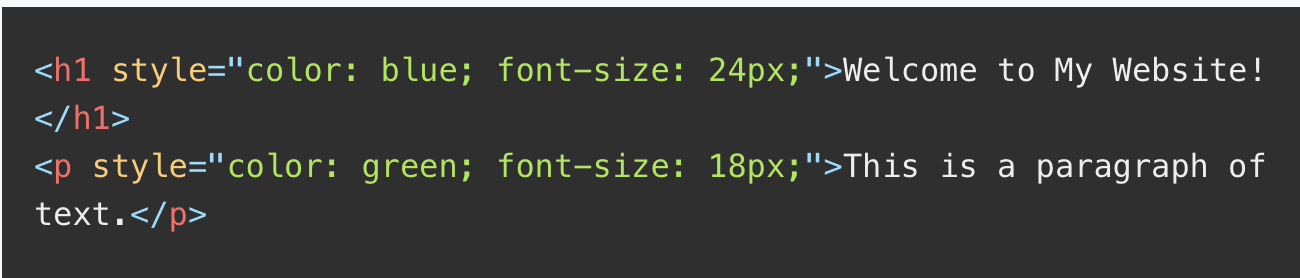 <h1 style="color: blue; font-size: 24px;">Welcome to My Website!
</h1>
<p style="color: green; font-size: 18px;">This is a paragraph of
text.</p>